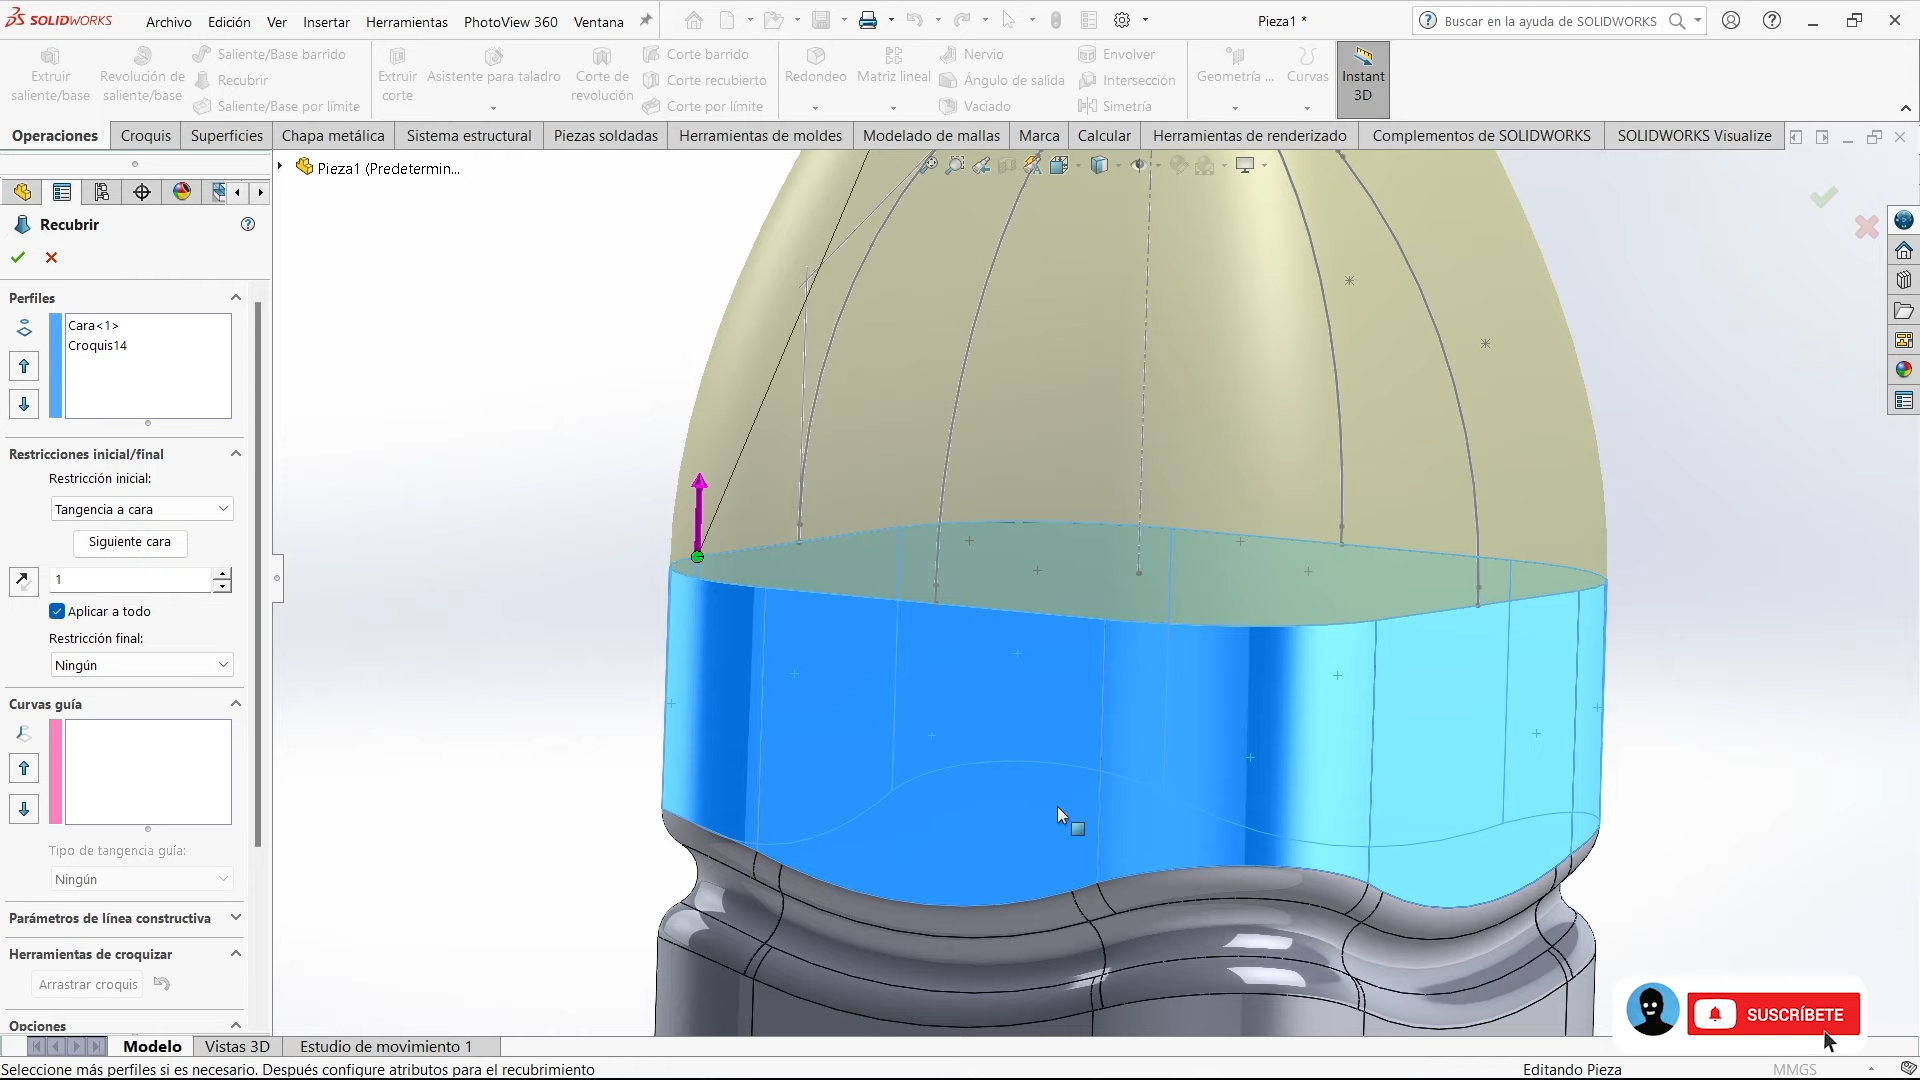 SOLIDWORKS
Archivo
Edición
Ver
Insertar
Herramientas
PhotoView 360
Ventana
Pieza1 *
Buscar en la ayuda de SOLIDWORKS
Extruir saliente/base
Revolución de saliente/base
Saliente/Base barrido
Recubrir
Saliente/Base por límite
Extruir corte
Asistente para taladro
Corte de revolución
Corte barrido
Corte recubierto
Corte por límite
Redondeo
Matriz lineal
Nervio
Ángulo de salida
Vaciado
Envolver
Intersección
Simetría
Geometría ...
Curvas
Instant 3D
Operaciones
Croquis
Superficies
Chapa metálica
Sistema estructural
Piezas soldadas
Herramientas de moldes
Modelado de mallas
Marca
Calcular
Herramientas de renderizado
Complementos de SOLIDWORKS
SOLIDWORKS Visualize
Pieza1 (Predetermin...
Recubrir
Perfiles
Cara<1>
Croquis14
Restricciones inicial/final
Restricción inicial:
Tangencia a cara
Siguiente cara
1
Aplicar a todo
Restricción final:
Ningún
Curvas guía
Tipo de tangencia guía:
Ningún
Parámetros de línea constructiva
Herramientas de croquizar
Arrastrar croquis
Opciones
SUSCRÍBETE
Modelo
Vistas 3D
Estudio de movimiento 1
Seleccione más perfiles si es necesario. Después configure atributos para el recubrimiento
Editando Pieza
MMGS